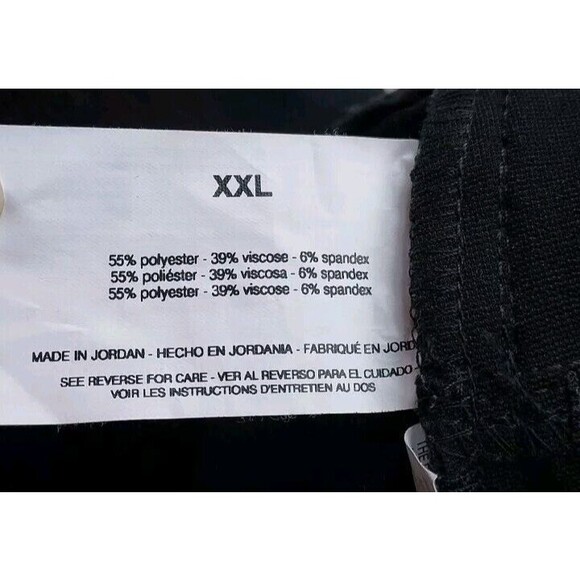 XXL
55% polyester - 39% viscose - 6% spandex
55% poliéster - 39% viscosa - 6% spandex
55% polyester - 39% viscose - 6% spandex
MADE IN JORDAN - HECHO EN JORDANIA - FABRIQUÉ EN JORD
SEE REVERSE FOR CARE - VER AL REVERSO PARA EL CUIDADO -
VOIR LES INSTRUCTIONS D'ENTRETIEN AU DOS